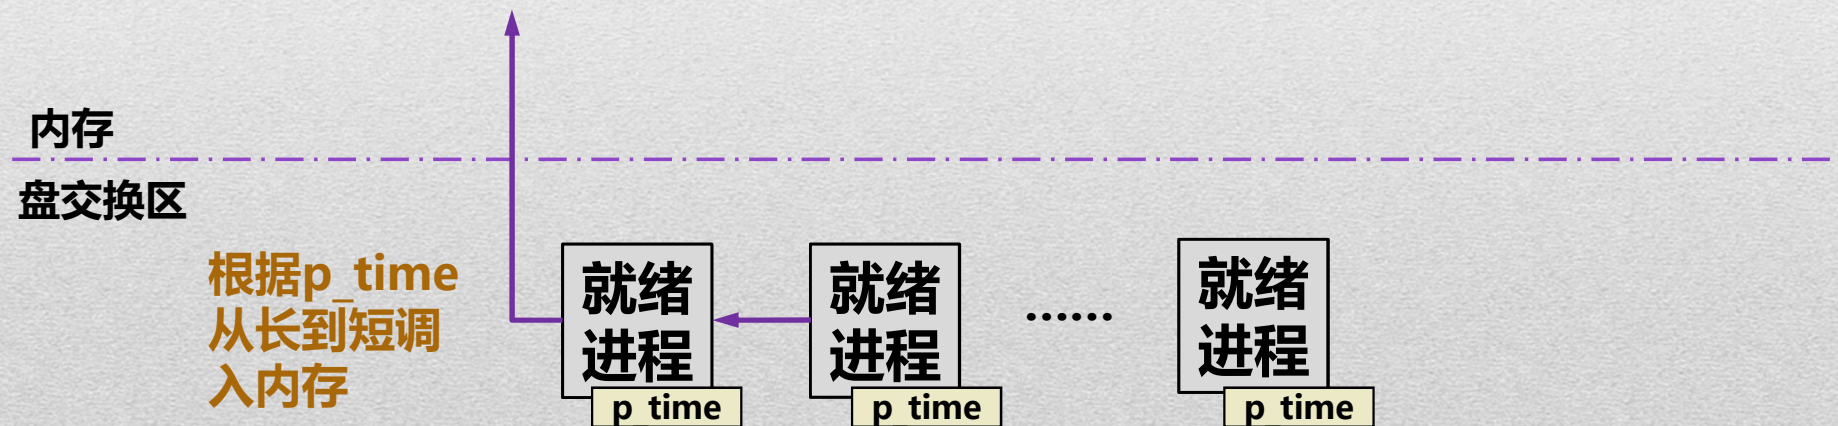 内存
盘交换区
根据p_time
从长到短调
入内存
就绪
进程
p_time
就绪
进程
p_time
......
就绪
进程
p_time